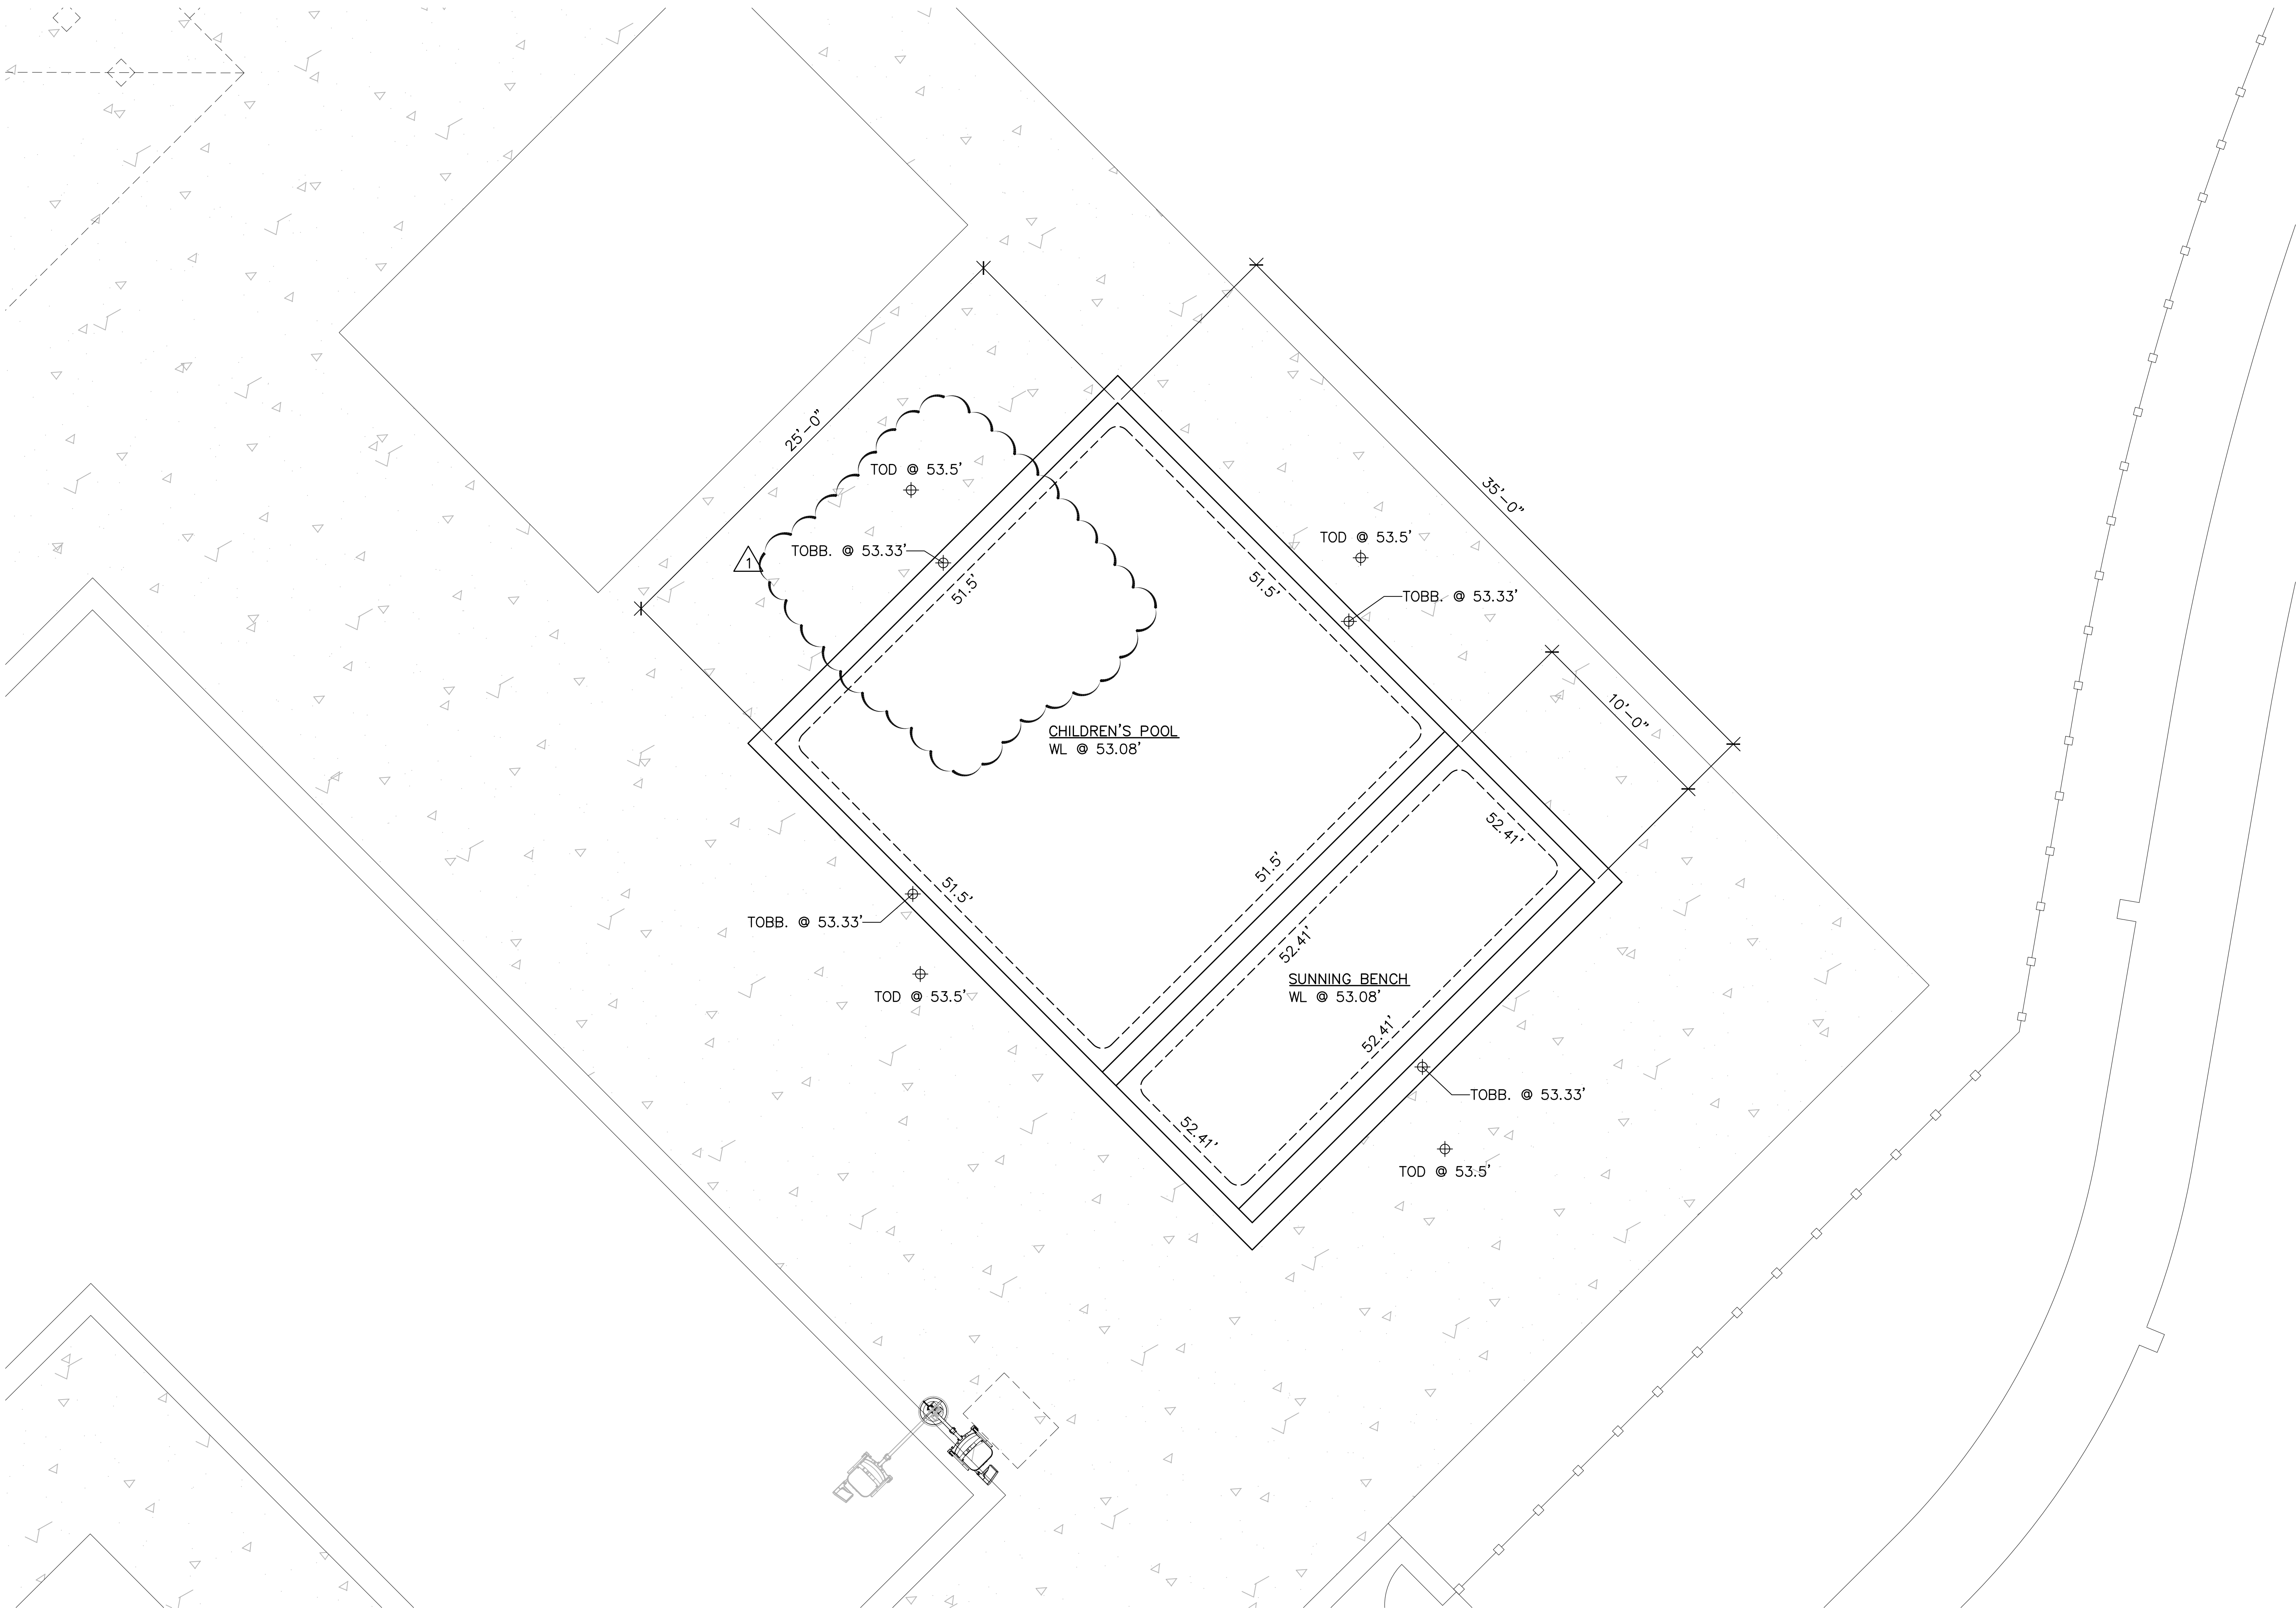 25'-0"
TOD @ 53.5'
35'-0"
TOD @ 53.5'
1
TOBB. @ 53.33'
51.5'
51.5'
TOBB. @ 53.33'
10'-0"
CHILDREN'S POOL
WL @ 53.08'
52.41'
51.5'
51.5'
TOBB. @ 53.33'
52.41'
SUNNING BENCH
WL @ 53.08'
TOD @ 53.5'
52.41'
TOBB. @ 53.33'
52.41'
TOD @ 53.5'